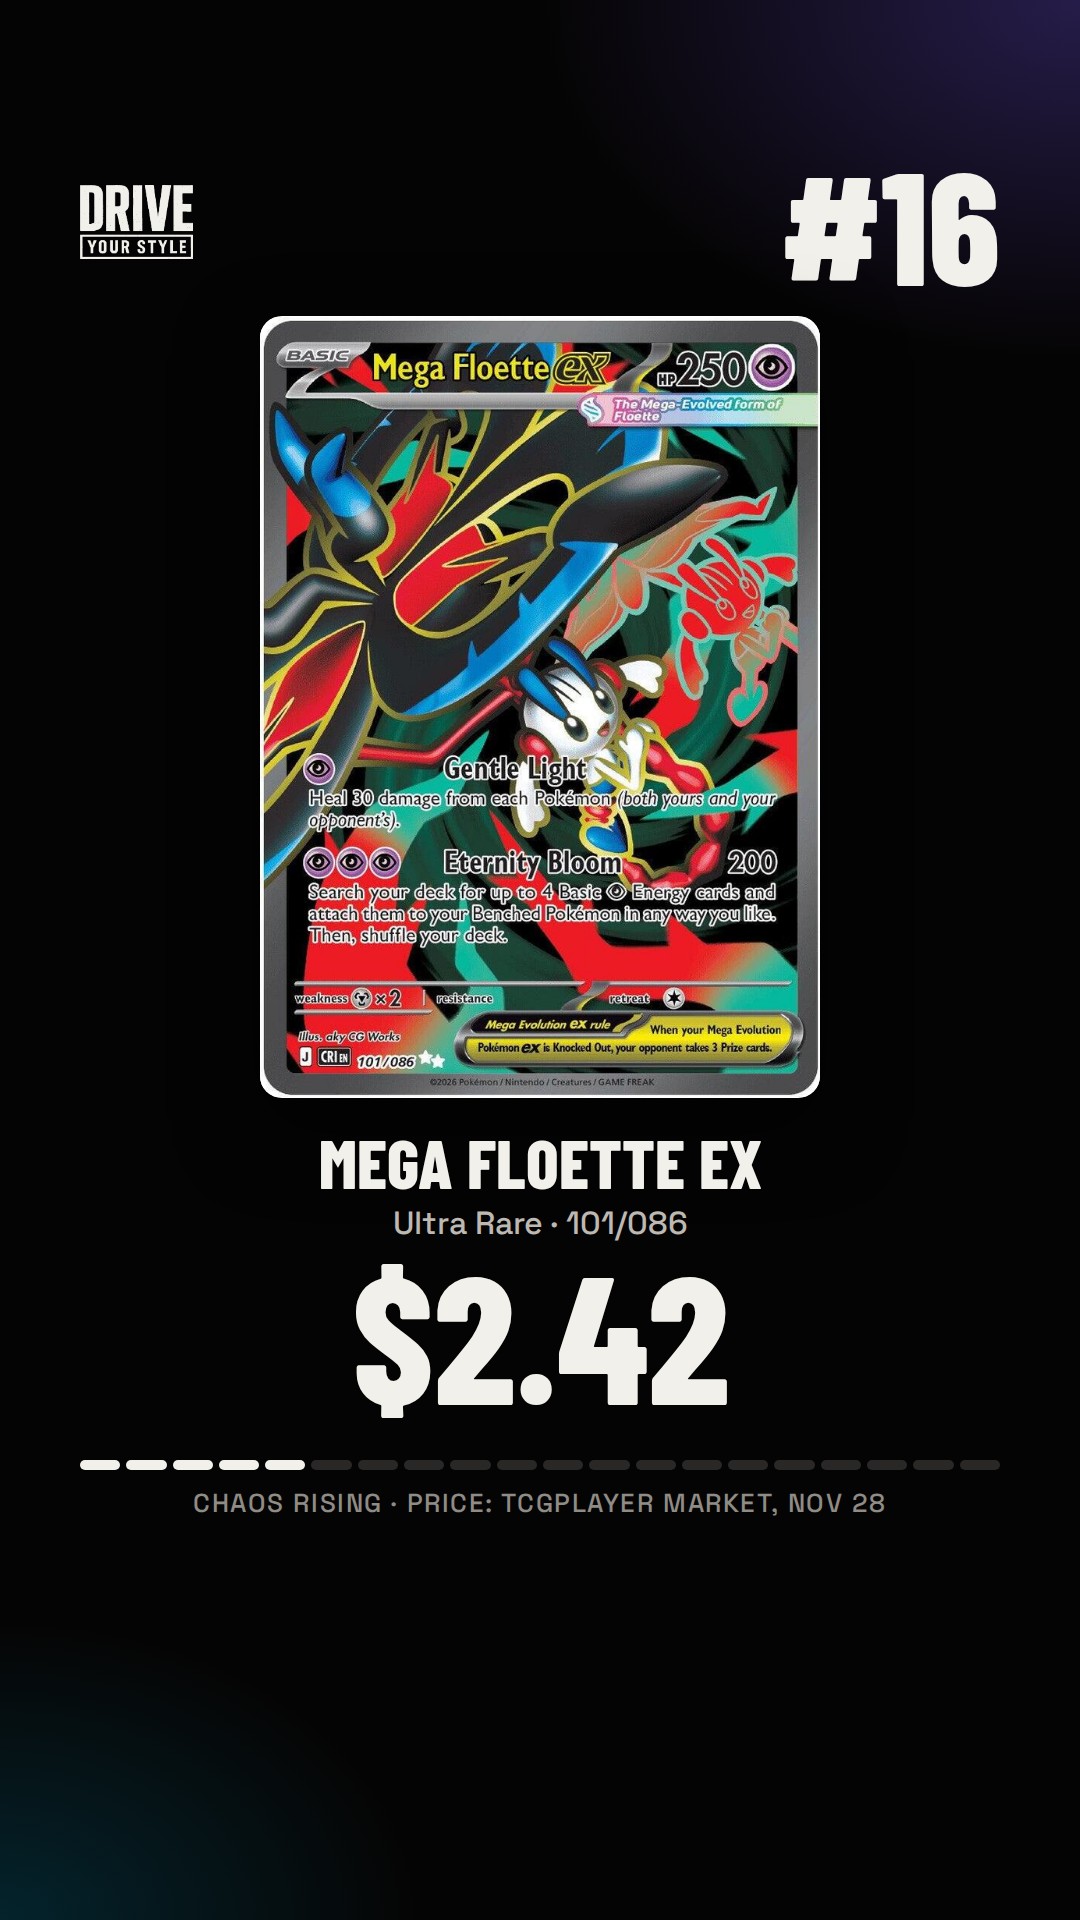 DRIVE
YOUR STYLE
#16
BASIC
Mega Floette ex
HP 250
The Mega-Evolved form of
Floette
Gentle Light
Heal 30 damage from each Pokémon (both yours and your
opponent's).
Eternity Bloom 200
Search your deck for up to 4 Basic Energy cards and
attach them to your Benched Pokémon in any way you like.
Then, shuffle your deck.
weakness ×2 resistance retreat
Illus. aky CG Works
Mega Evolution ex rule
When your Mega Evolution
Pokémon ex is Knocked Out, your opponent takes 3 Prize cards.
J CRI EN 101/086
©2026 Pokémon / Nintendo / Creatures / GAME FREAK
MEGA FLOETTE EX
Ultra Rare · 101/086
$2.42
CHAOS RISING · PRICE: TCGPLAYER MARKET, NOV 28